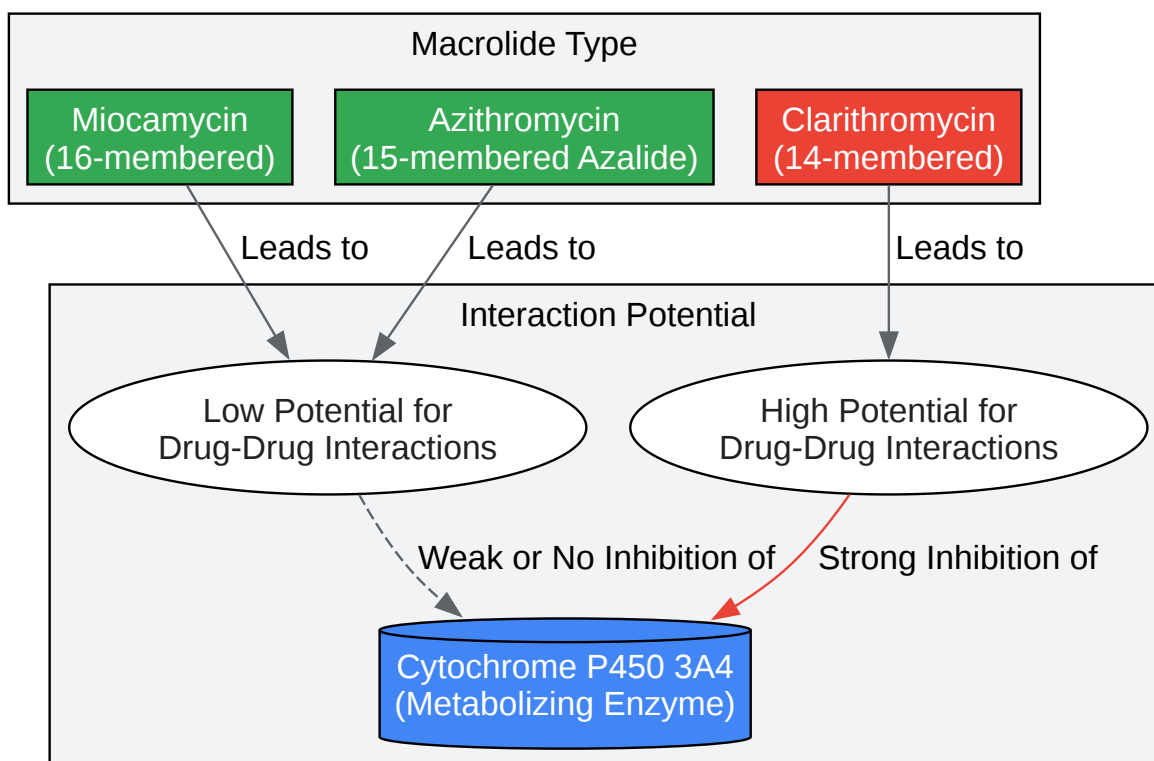 Macrolide Type
Miocamycin
(16-membered)
Azithromycin
(15-membered Azalide)
Clarithromycin
(14-membered)
Leads to
Leads to
Leads to
Interaction Potential
Low Potential for
Drug-Drug Interactions
High Potential for
Drug-Drug Interactions
Weak or No Inhibition of
Strong Inhibition of
Cytochrome P450 3A4
(Metabolizing Enzyme)